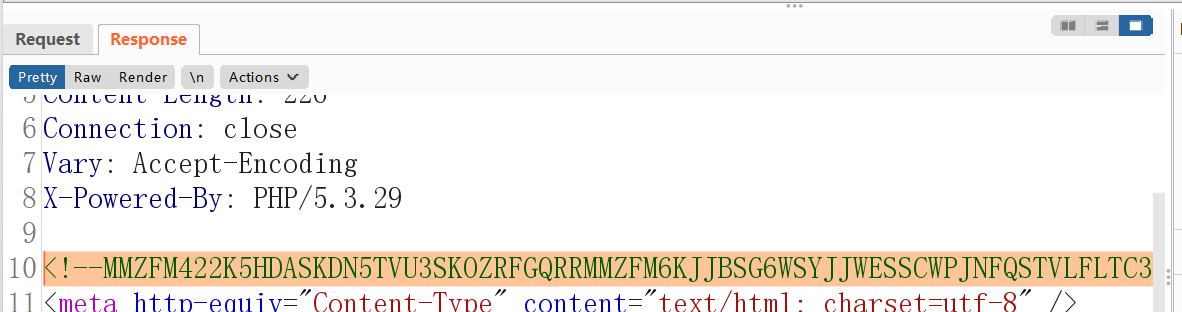 Request Response
Pretty Raw Render \n Actions
5 Content-Length: 226
6 Connection: close
7 Vary: Accept-Encoding
8 X-Powered-By: PHP/5.3.29
9
10 <!--MMZFM422K5HDASKDN5TVU3SKOZRFGQRRMMZFM6KJJBSG6WSYJJWESSCWPJNFQSTVLFLTC3
11 <meta http-equiv="Content-Type" content="text/html; charset=utf-8" />